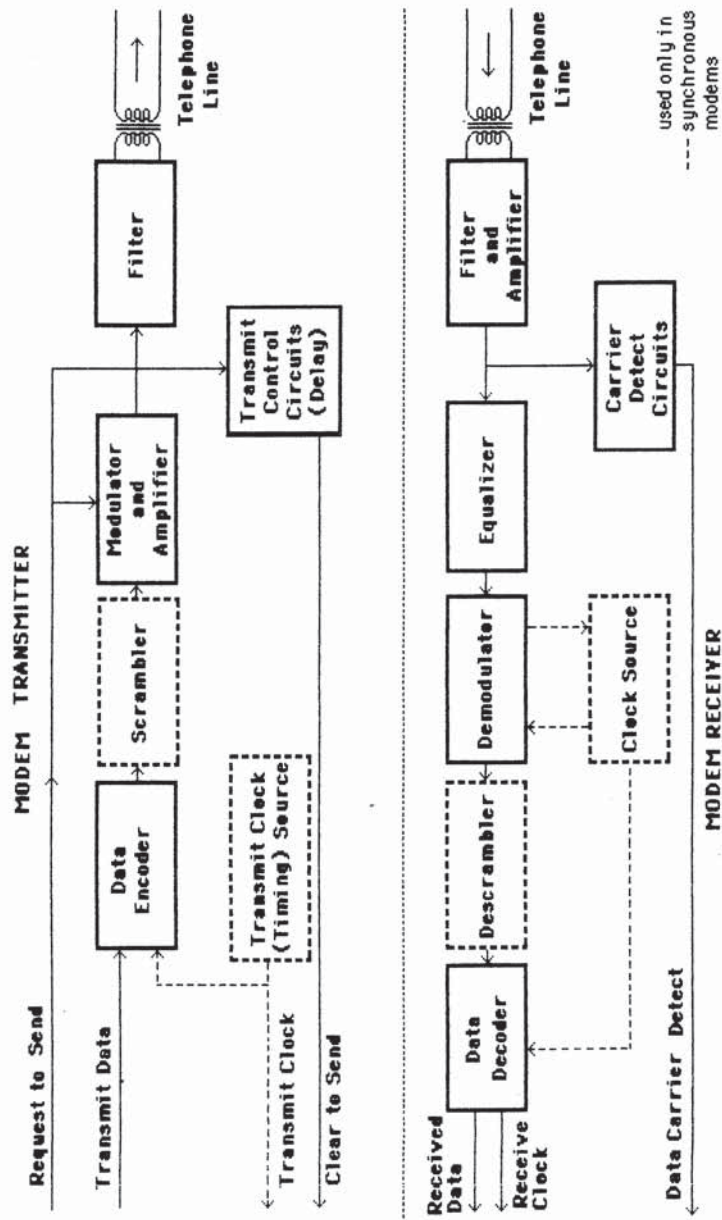 MODEM TRANSMITTER
Request to Send
Transmit Data
Data
Encoder
Scrambler
Modulator
and
Amplifier
Filter
Telephone
Line
Transmit Clock
(Timing) Source
Transmit
Control
Circuits
(Delay)
Transmit Clock
Clear to Send
Received
Data
Receive
Clock
Data
Decoder
Descrambler
Demodulator
Equalizer
Filter
and
Amplifier
Telephone
Line
Clock Source
Carrier
Detect
Circuits
Data Carrier Detect
MODEM RECEIVER
used only in
synchronous
modems